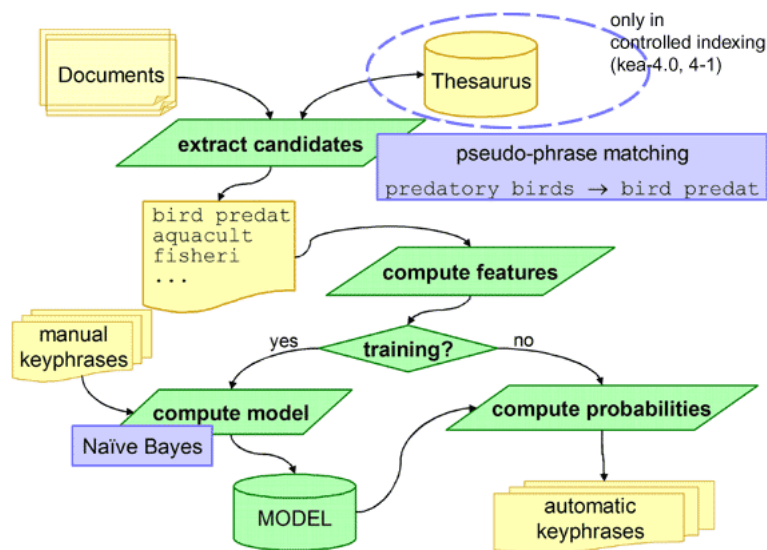 Documents
Thesaurus
only in
controlled indexing
(kea-4.0, 4-1)
extract candidates
pseudo-phrase matching
predatory birds → bird predat
bird predat
aquacult
fisheri
...
compute features
manual
keyphrases
yes
training?
no
compute model
compute probabilities
Naïve Bayes
MODEL
automatic
keyphrases